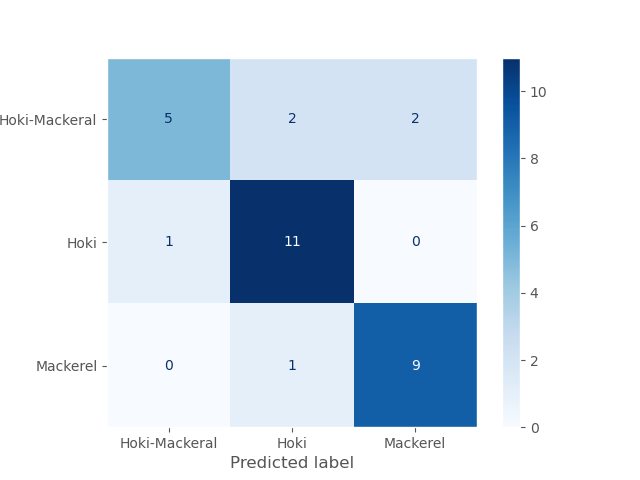 10
Hoki-Mackeral 5 2 2
8
6
Hoki 1 11 0
4
2
Mackerel 0 1 9
0
Hoki-Mackeral Hoki Mackerel
Predicted label